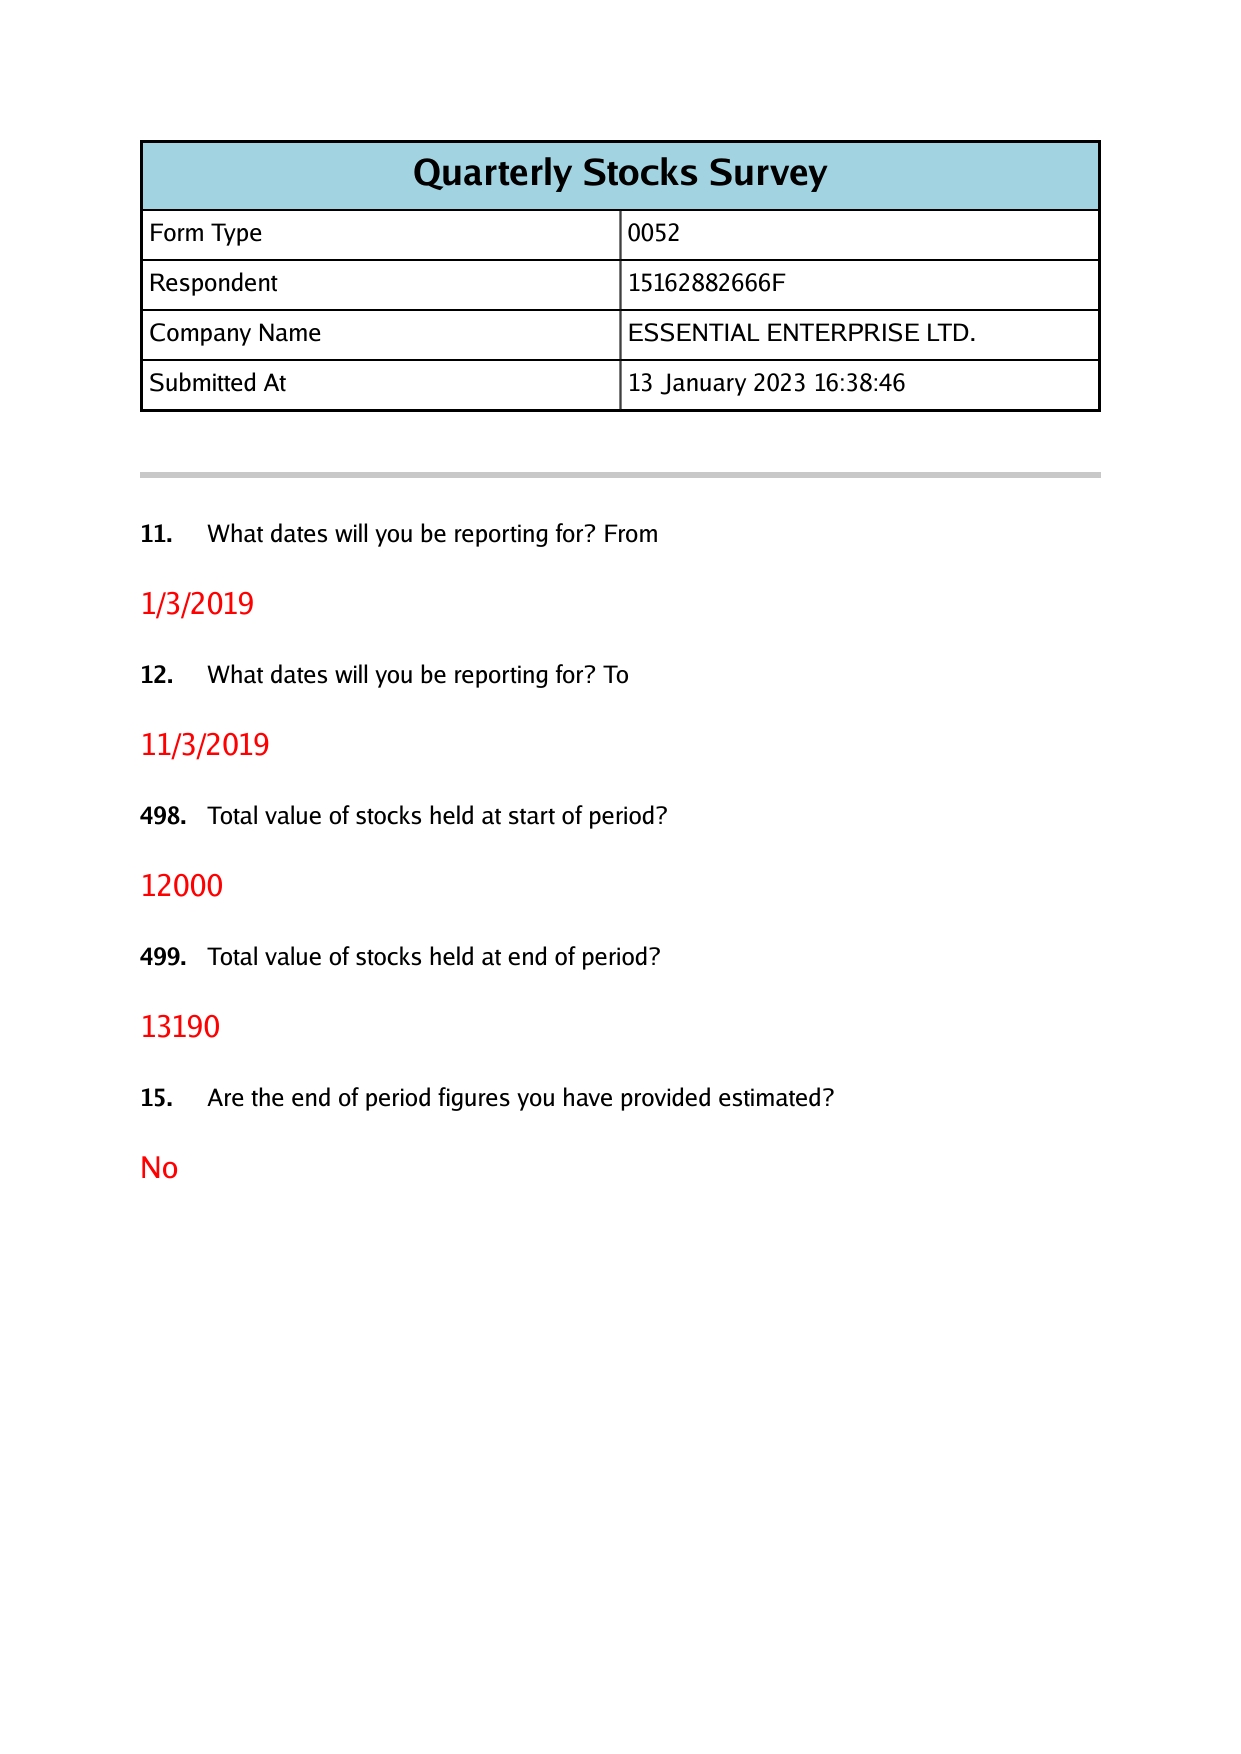 Quarterly Stocks Survey
Form Type 0052
Respondent 15162882666F
Company Name ESSENTIAL ENTERPRISE LTD.
Submitted At 13 January 2023 16:38:46
11. What dates will you be reporting for? From
1/3/2019
12. What dates will you be reporting for? To
11/3/2019
498. Total value of stocks held at start of period?
12000
499. Total value of stocks held at end of period?
13190
15. Are the end of period figures you have provided estimated?
No